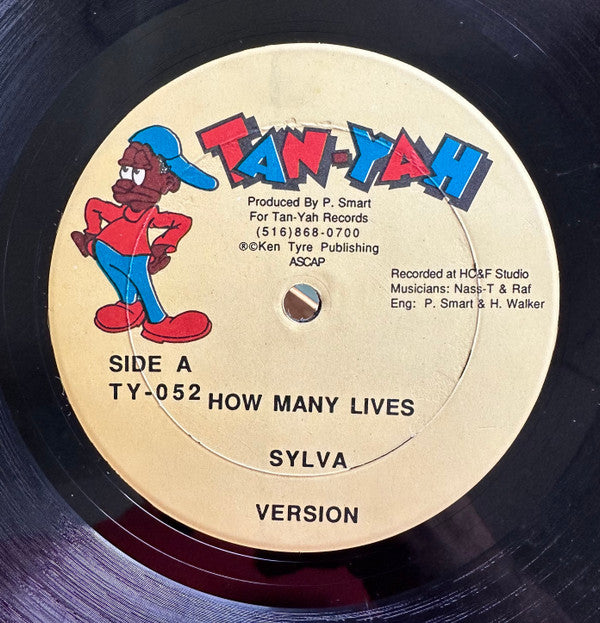 TAN-YAH
Produced By P. Smart
For Tan-Yah Records
(516)868-0700
®©Ken Tyre Publishing
ASCAP
Recorded at HC&F Studio
Musicians: Nass-T & Raf
Eng: P. Smart & H. Walker
SIDE A
TY-052
HOW MANY LIVES
SYLVA
VERSION